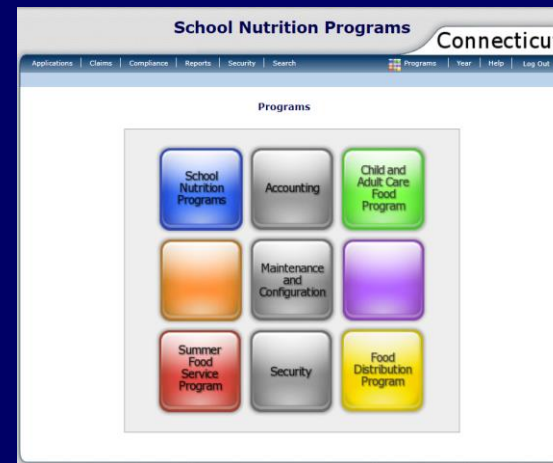 School Nutrition Programs
Applications | Claims | Compliance | Reports | Security | Search
Programs | Year | Help | Log Out
Programs
School
Nutrition
Programs
Accounting
Child and
Adult Care
Food
Program
Maintenance
and
Configuration
Summer
Food
Service
Program
Security
Food
Distribution
Program